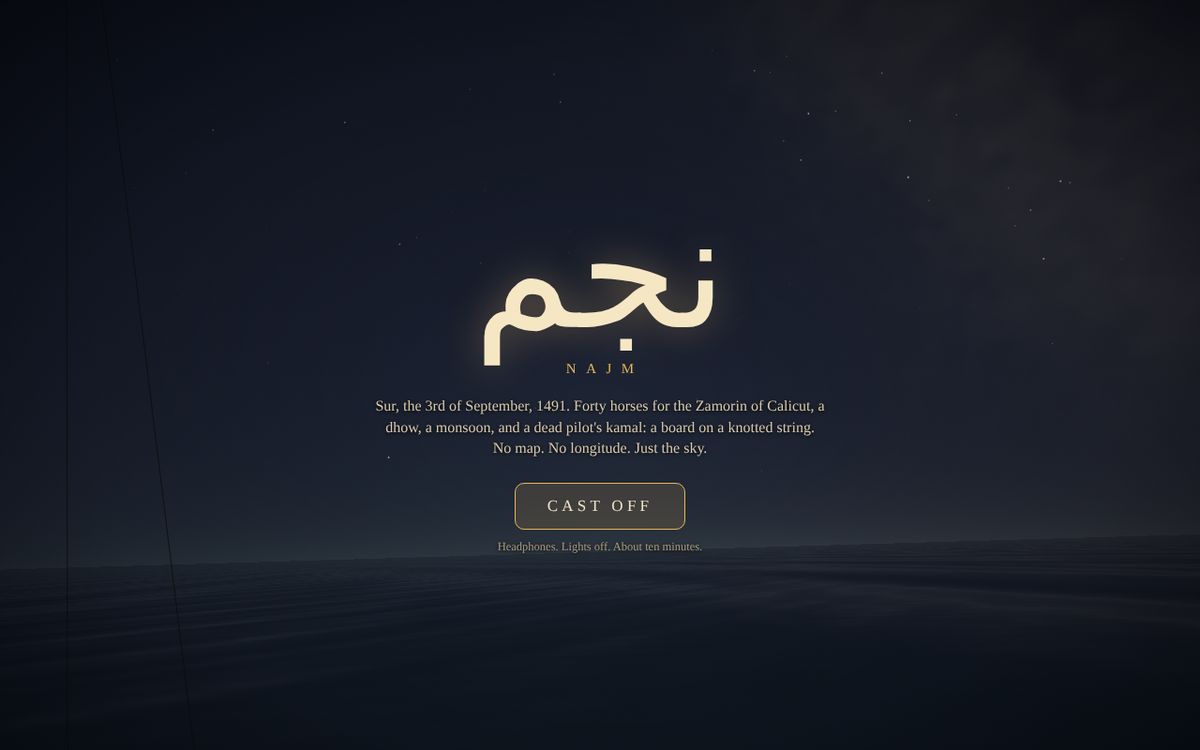 نجم
NAJM
Sur, the 3rd of September, 1491. Forty horses for the Zamorin of Calicut, a
dhow, a monsoon, and a dead pilot's kamal: a board on a knotted string.
No map. No longitude. Just the sky.
CAST OFF
Headphones. Lights off. About ten minutes.